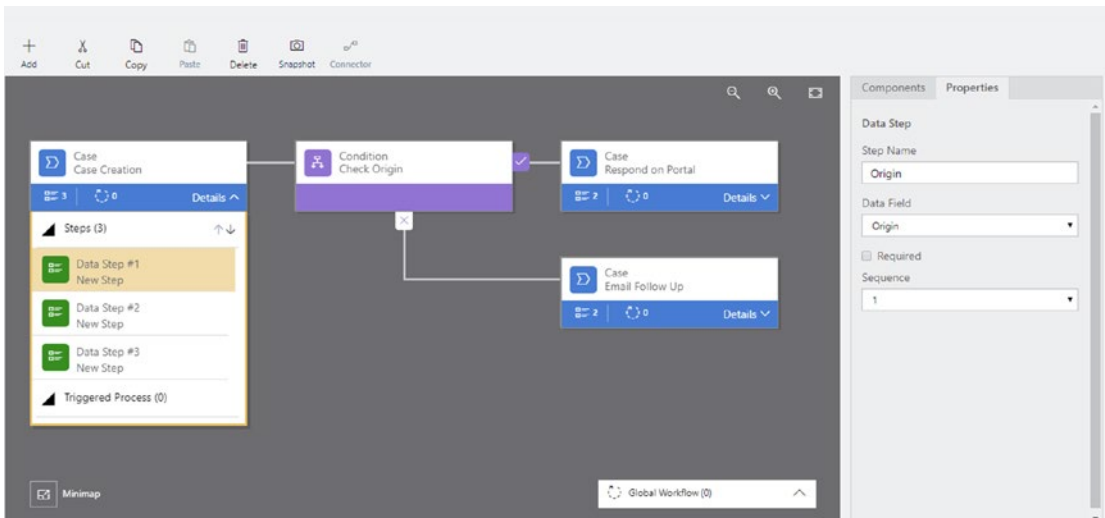 Add Cut Copy Paste Delete Snapshot Connector
Components Properties
Data Step
Step Name
Origin
Data Field
Origin
Required
Sequence
1
Case
Case Creation
3 0 Details
Steps (3)
Data Step #1
New Step
Data Step #2
New Step
Data Step #3
New Step
Triggered Process (0)
Condition
Check Origin
Case
Respond on Portal
2 0 Details
Case
Email Follow Up
2 0 Details
Minimap
Global Workflow (0)